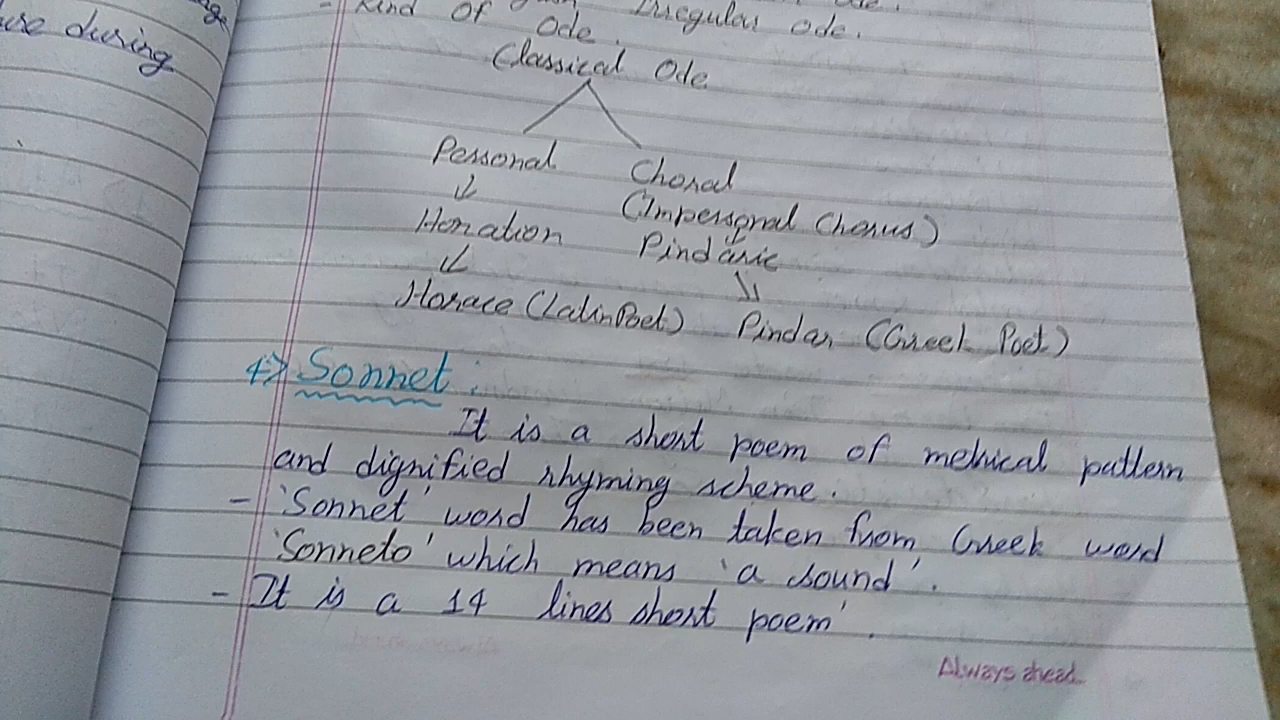 use during
- Kind Of Irregular ode.
Ode.
Classical Ode
Personal Choral
(Impersonal Chorus)
Horation Pindaric
Horace (Latin Poet) Pindar (Greek Poet)
4) Sonnet :
It is a short poem of metrical pattern
and dignified rhyming scheme.
- 'Sonnet' word has been taken from Greek word
'Sonneto' which means 'a sound'.
- It is a 14 lines short poem'.
Always ahead..